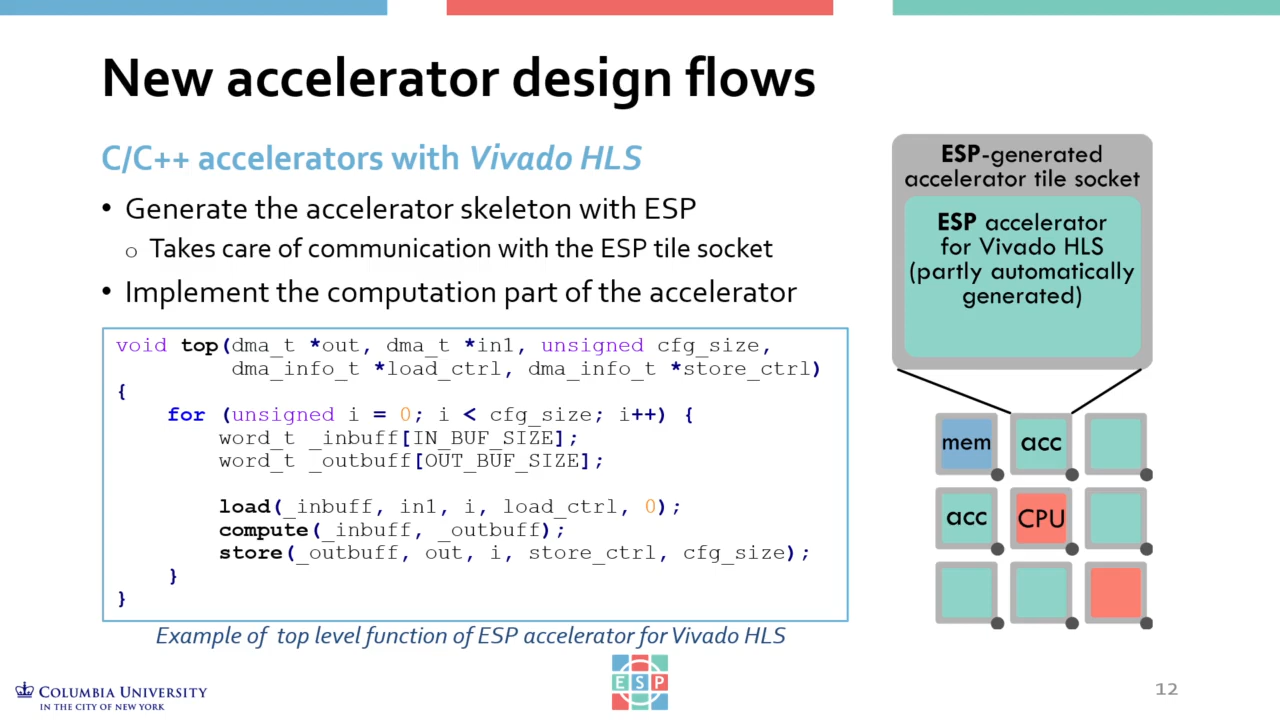 New accelerator design flows
C/C++ accelerators with Vivado HLS
• Generate the accelerator skeleton with ESP
o Takes care of communication with the ESP tile socket
• Implement the computation part of the accelerator
void top(dma_t *out, dma_t *in1, unsigned cfg_size,
dma_info_t *load_ctrl, dma_info_t *store_ctrl)
{
for (unsigned i = 0; i < cfg_size; i++) {
word_t _inbuff[IN_BUF_SIZE];
word_t _outbuff[OUT_BUF_SIZE];
load(_inbuff, in1, i, load_ctrl, 0);
compute(_inbuff, _outbuff);
store(_outbuff, out, i, store_ctrl, cfg_size);
}
}
Example of top level function of ESP accelerator for Vivado HLS
ESP-generated
accelerator tile socket
ESP accelerator
for Vivado HLS
(partly automatically
generated)
mem
acc
acc
CPU
COLUMBIA UNIVERSITY
IN THE CITY OF NEW YORK
ESP
12